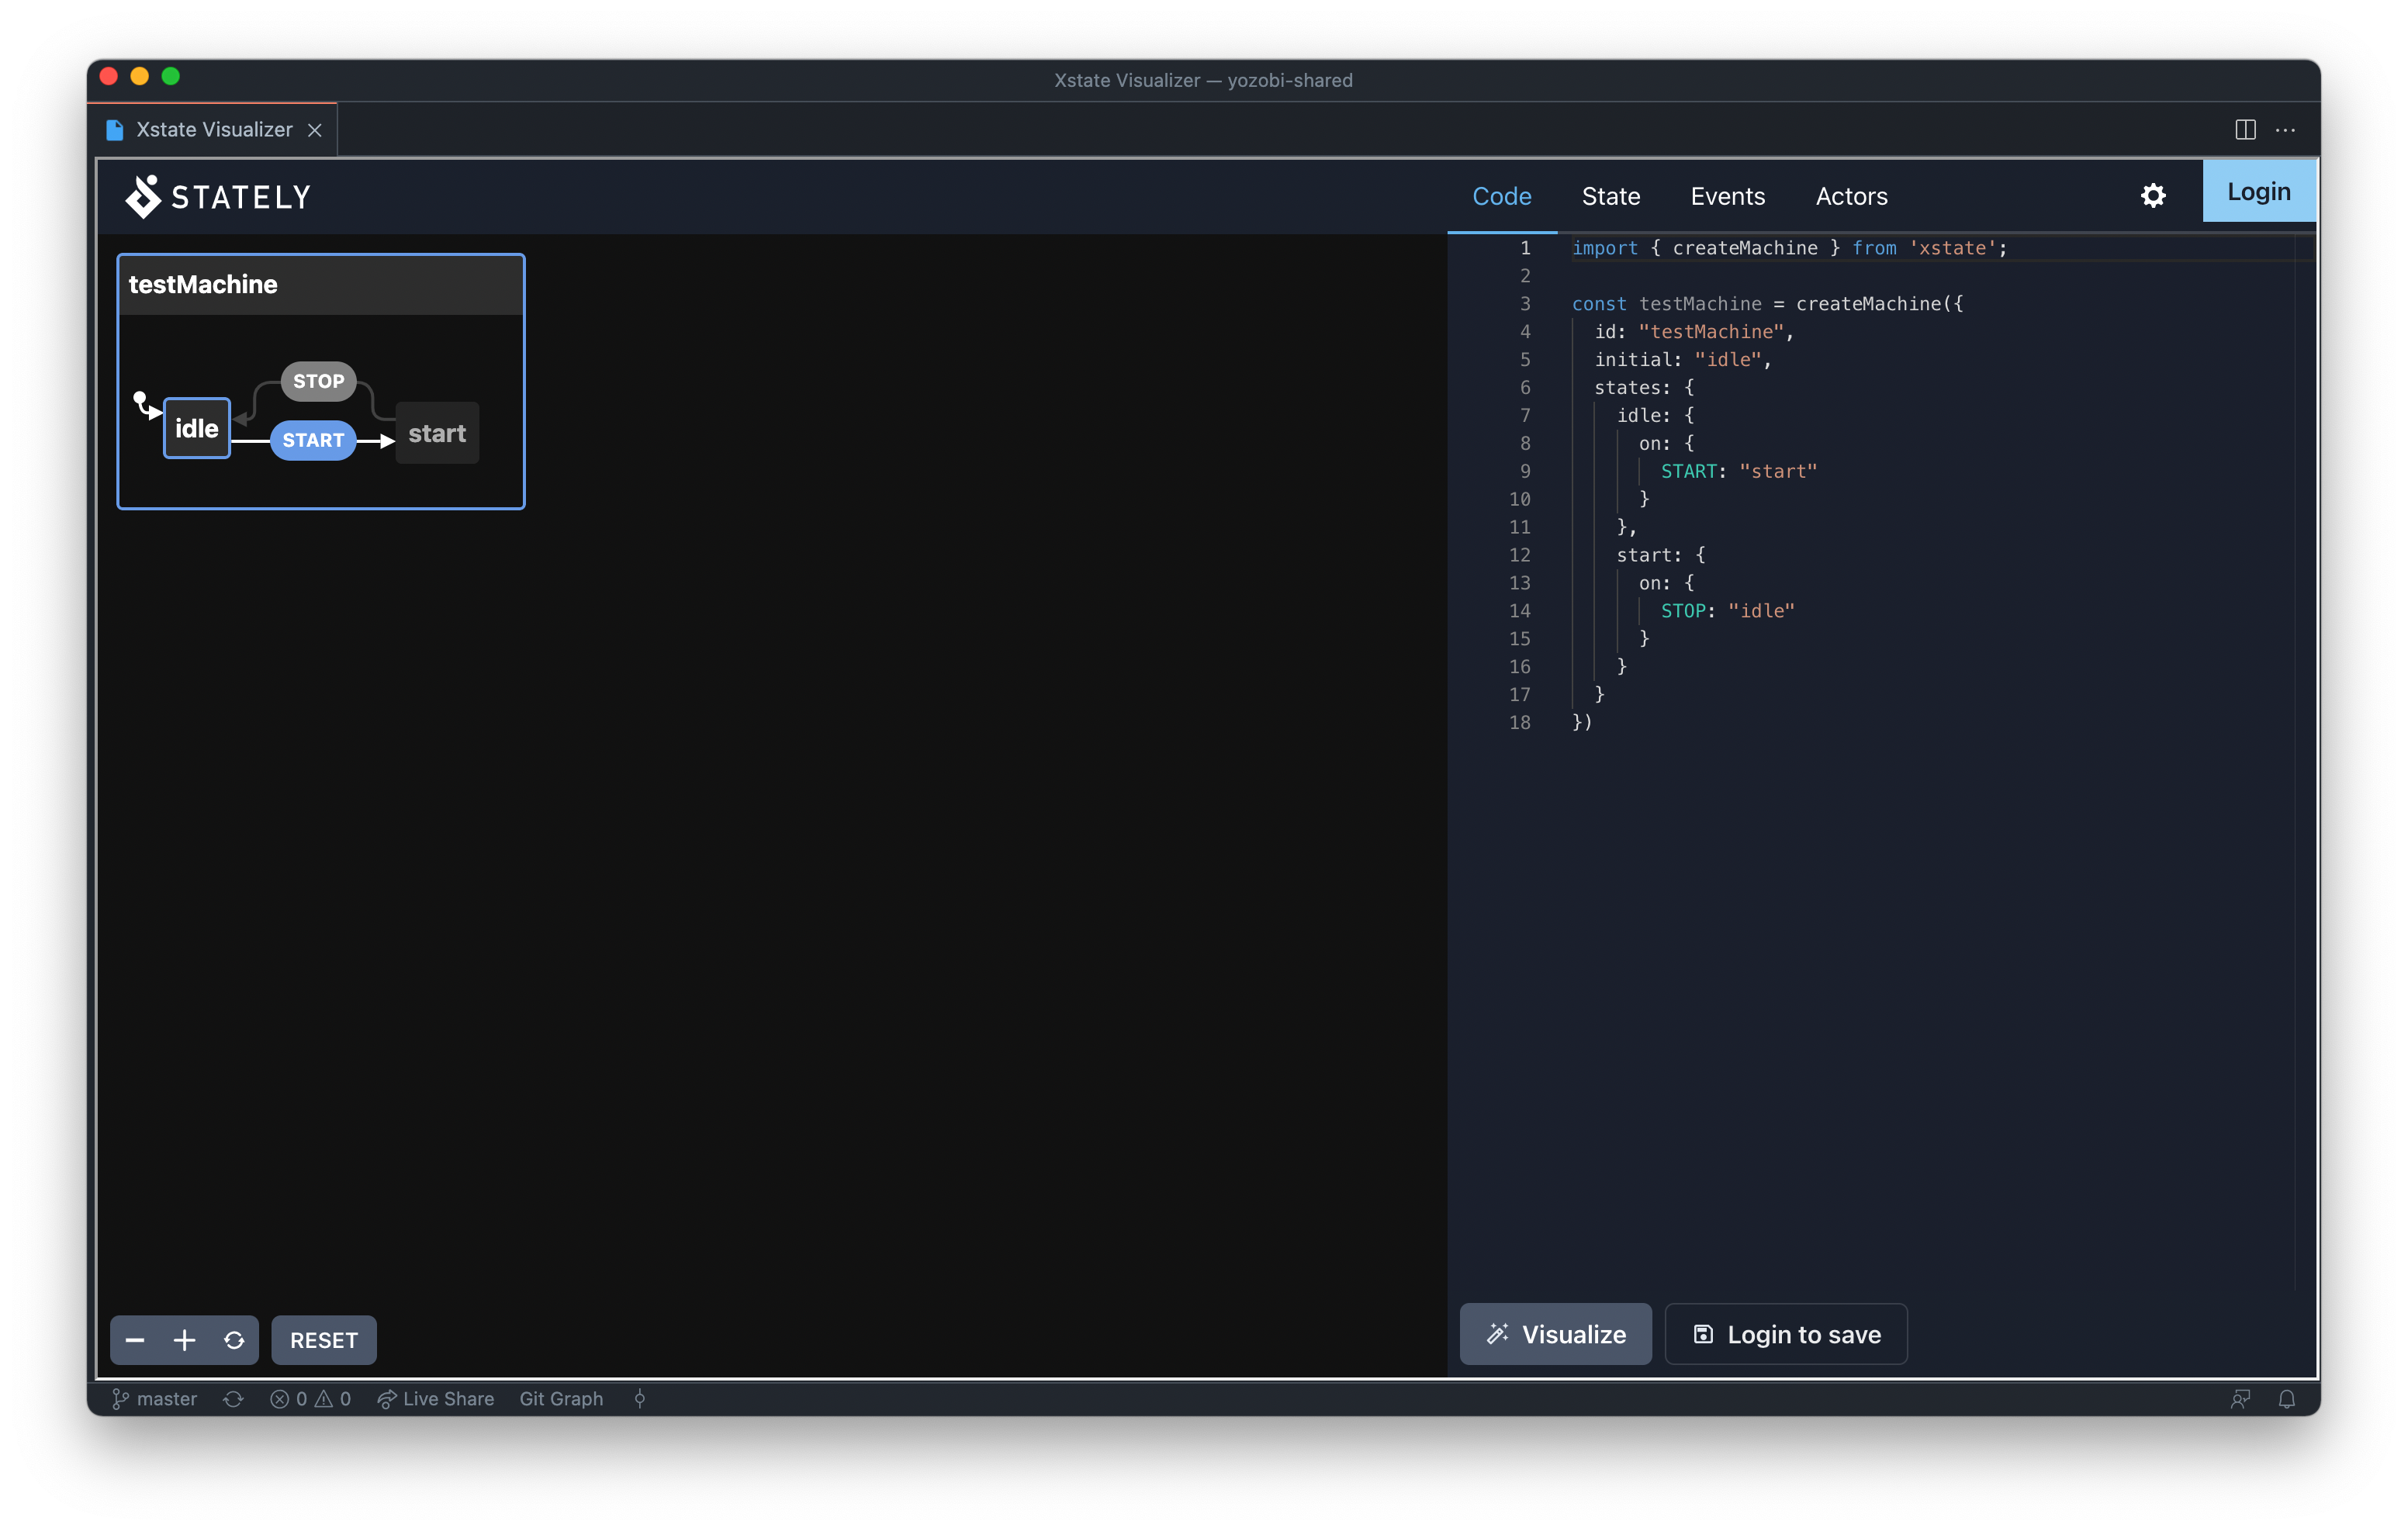 Xstate Visualizer — yozobi-shared
Xstate Visualizer
STATELY
Code State Events Actors Login
testMachine
STOP
idle
START
start
1 import { createMachine } from 'xstate';
2
3 const testMachine = createMachine({
4 id: "testMachine",
5 initial: "idle",
6 states: {
7 idle: {
8 on: {
9 START: "start"
10 }
11 },
12 start: {
13 on: {
14 STOP: "idle"
15 }
16 }
17 }
18 })
RESET
Visualize Login to save
master 0 0 Live Share Git Graph